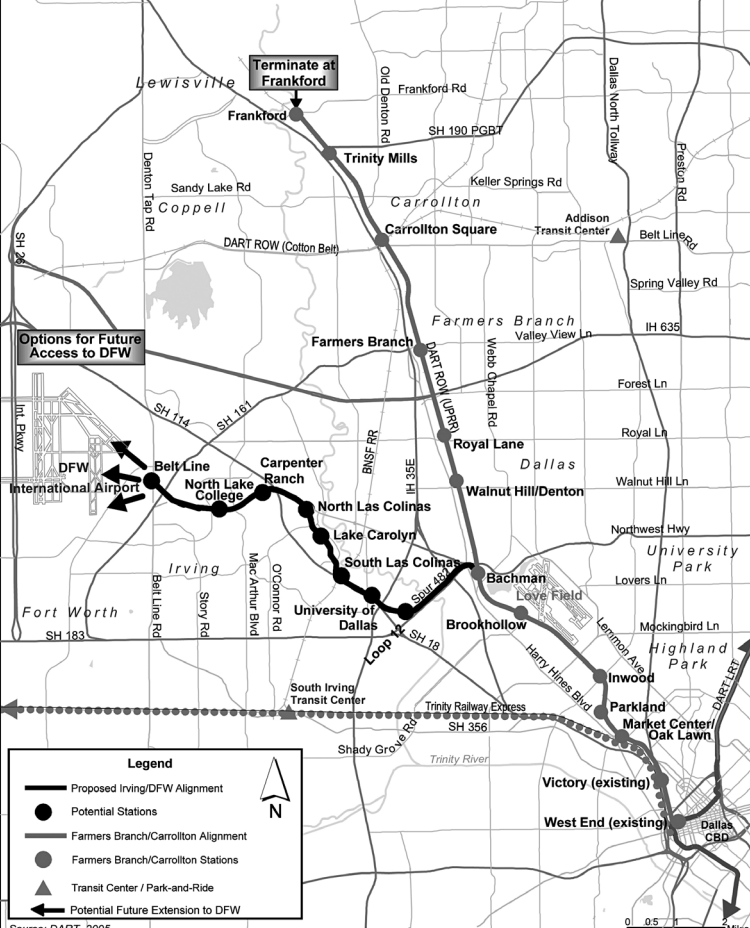 Terminate at
Frankford
Lewisville
Old Denton Rd
Frankford Rd
Dallas North Tollway
Frankford
SH 190 PGBT
Trinity Mills
Preston Rd
Denton Tap Rd
Sandy Lake Rd
Keller Springs Rd
Coppell
Carrollton
Addison
Transit Center
Carrollton Square
Belt Line Rd
SH 26
DART ROW (Cotton Belt)
Spring Valley Rd
Farmers Branch
IH 635
Valley View Ln
Options for Future
Access to DFW
Farmers Branch
DART ROW (UPRR)
Webb Chapel Rd
Forest Ln
Int. Pkwy
SH 114
SH 161
Royal Ln
Royal Lane
BNSF RR
IH 35E
Dallas
DFW
International Airport
Belt Line
Carpenter
Ranch
North Lake
College
Walnut Hill Ln
Walnut Hill/Denton
North Las Colinas
Northwest Hwy
Lake Carolyn
University
Park
South Las Colinas
Irving
Spur 482
Bachman
Lovers Ln
Love Field
Belt Line Rd
Story Rd
Mac Arthur Blvd
O'Connor Rd
Fort Worth
University of
Dallas
Brookhollow
Mockingbird Ln
Lemmon Ave
SH 183
Loop 12
SH 18
Highland
Park
Harry Hines Blvd
Inwood
DART LRT
South Irving
Transit Center
Trinity Railway Express
Parkland
Market Center/
Oak Lawn
SH 356
Shady Grove Rd
Trinity River
Victory (existing)
West End (existing)
Dallas
CBD
Legend
Proposed Irving/DFW Alignment
Potential Stations
N
Farmers Branch/Carrollton Alignment
Farmers Branch/Carrollton Stations
Transit Center / Park-and-Ride
Potential Future Extension to DFW
Source: DART, 2005
0 0.5 1 2
Miles